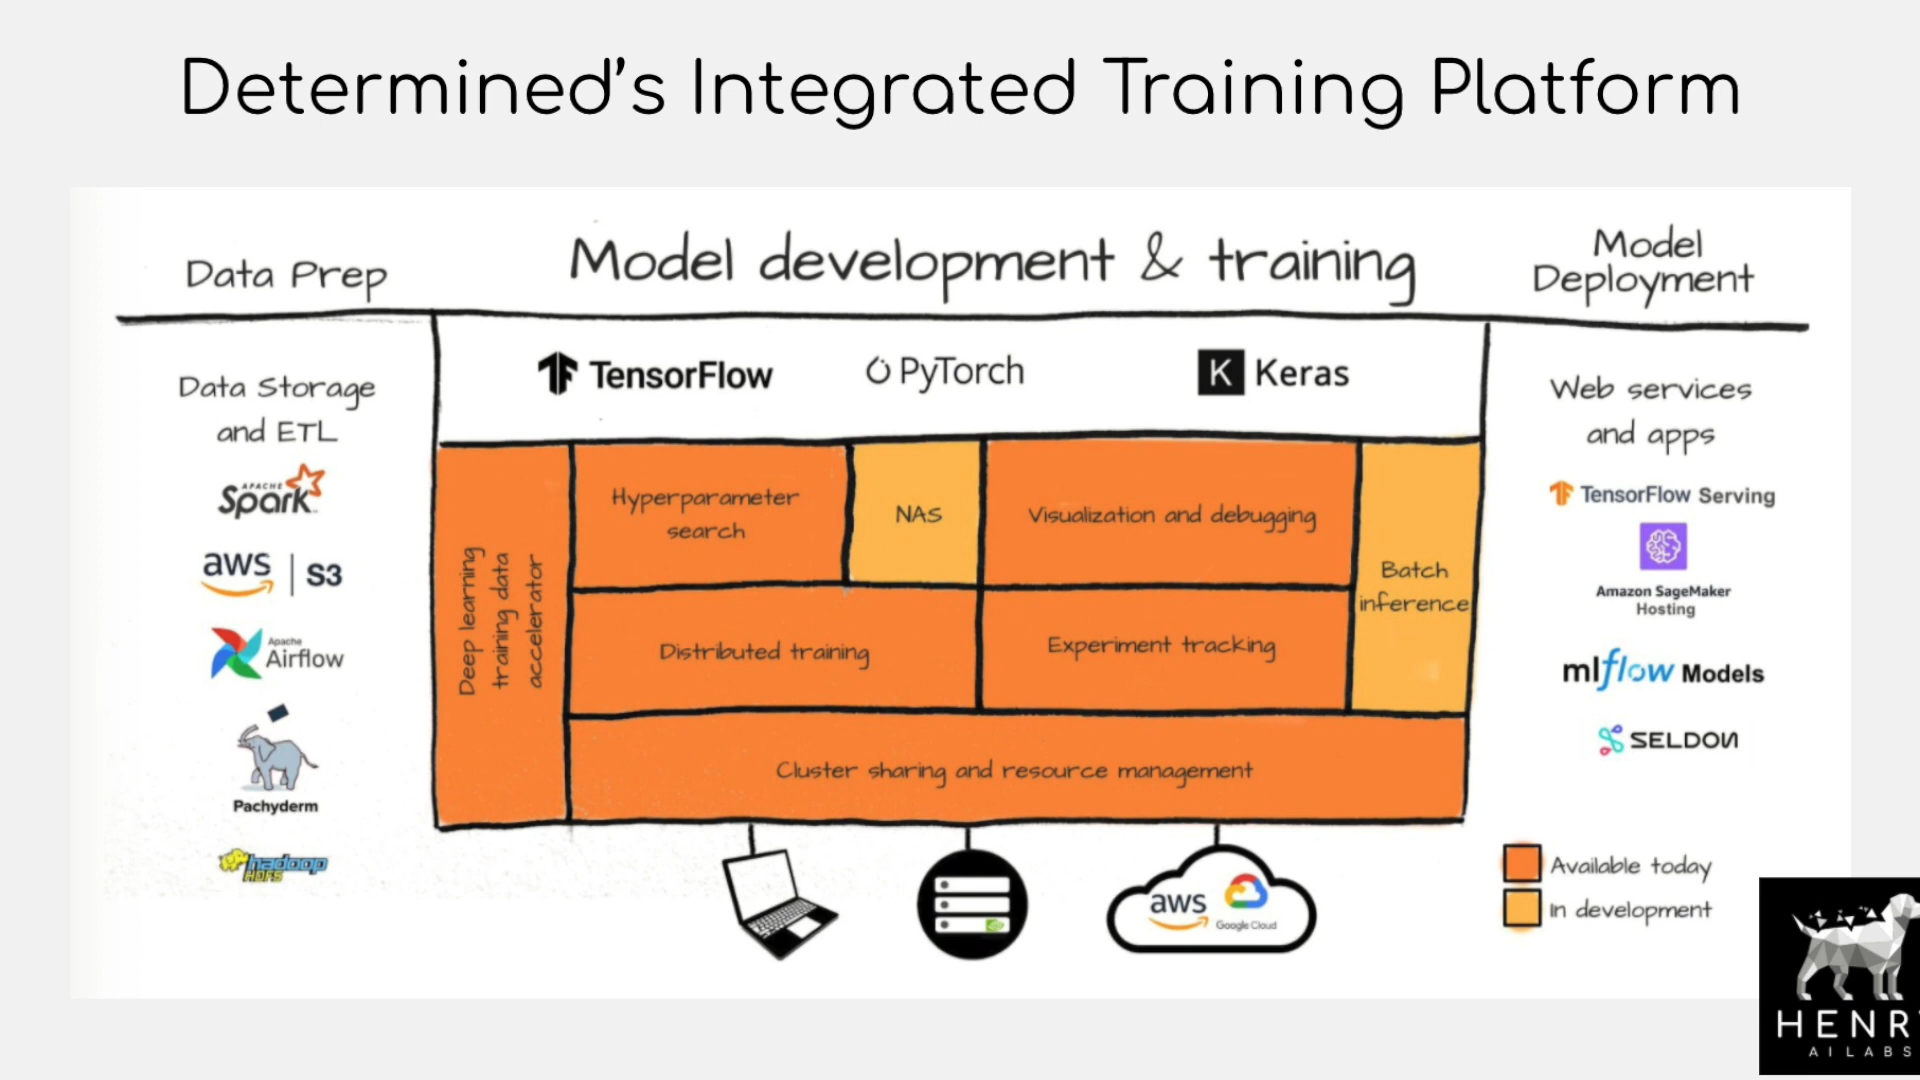 Determined's Integrated Training Platform
Data Prep
Model development & training
Model
Deployment
Data Storage
and ETL
APACHE
Spark
aws | S3
Apache
Airflow
Pachyderm
hadoop
HDFS
TensorFlow
PyTorch
K Keras
Deep learning
training data
accelerator
Hyperparameter
search
NAS
Visualization and debugging
Batch
inference
Distributed training
Experiment tracking
Cluster sharing and resource management
aws
Google Cloud
Web services
and apps
TensorFlow Serving
Amazon SageMaker
Hosting
mlflow Models
SELDON
Available today
In development
HENRY
AI LABS